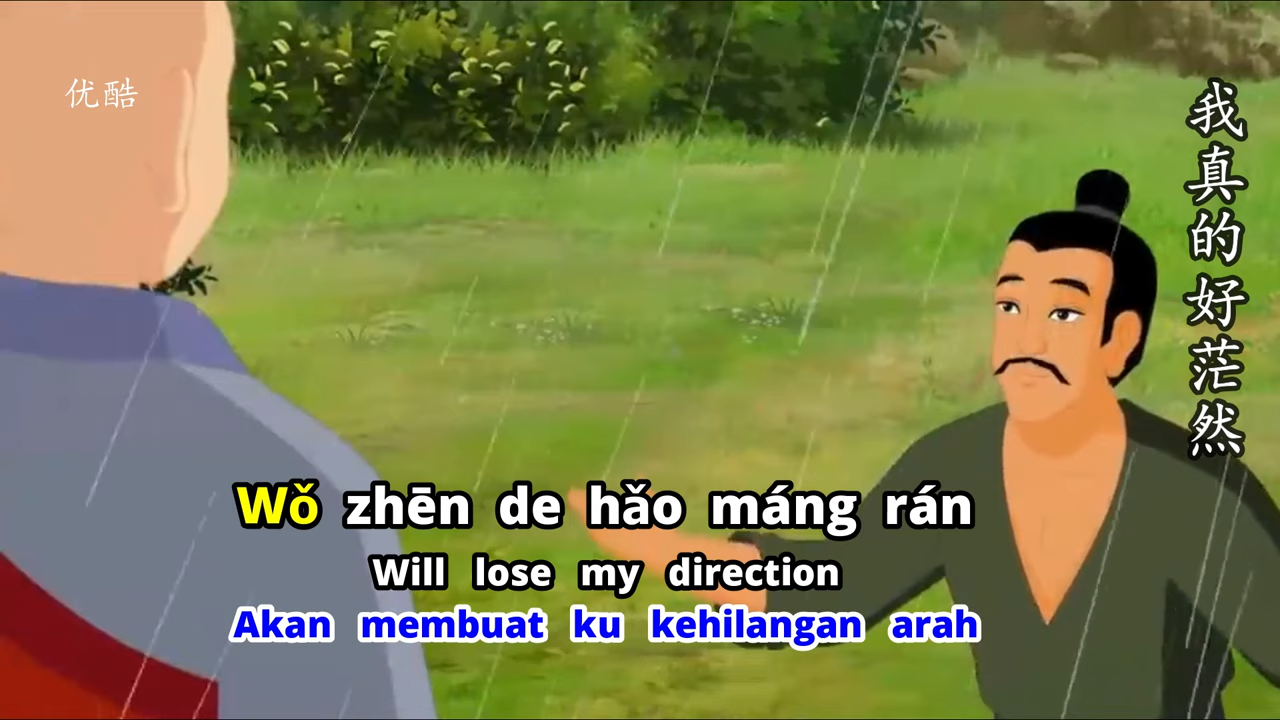 优酷
我真的好茫然
Wǒ zhēn de hǎo máng rán
Will lose my direction
Akan membuat ku kehilangan arah